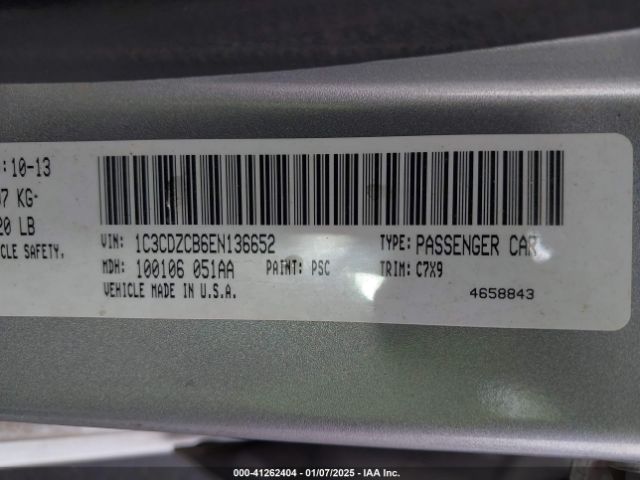 :10-13
7 KG
20 LB
CLE SAFETY.
VIN: 1C3CDZCB6EN136652
TYPE: PASSENGER CAR
MDH: 100106 051AA
PAINT: PSC
TRIM: C7X9
VEHICLE MADE IN U.S.A.
4658843
000-41262404 - 01/07/2025 - IAA Inc.